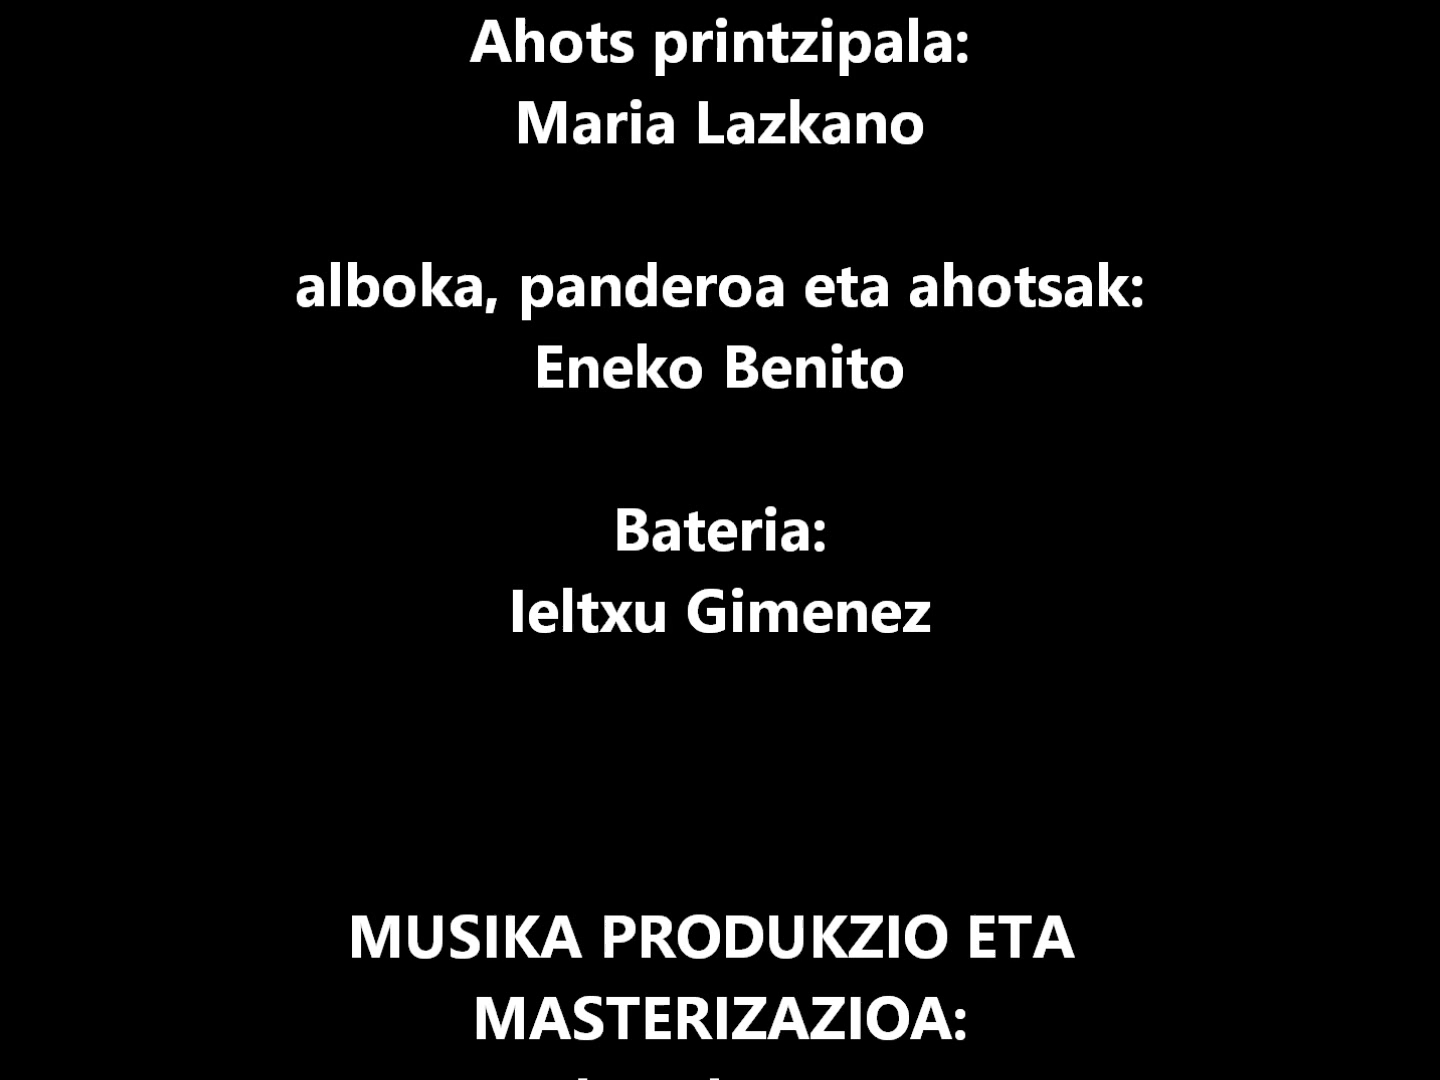 Ahots printzipala:
Maria Lazkano
alboka, panderoa eta ahotsak:
Eneko Benito
Bateria:
Ieltxu Gimenez
MUSIKA PRODUKZIO ETA
MASTERIZAZIOA: